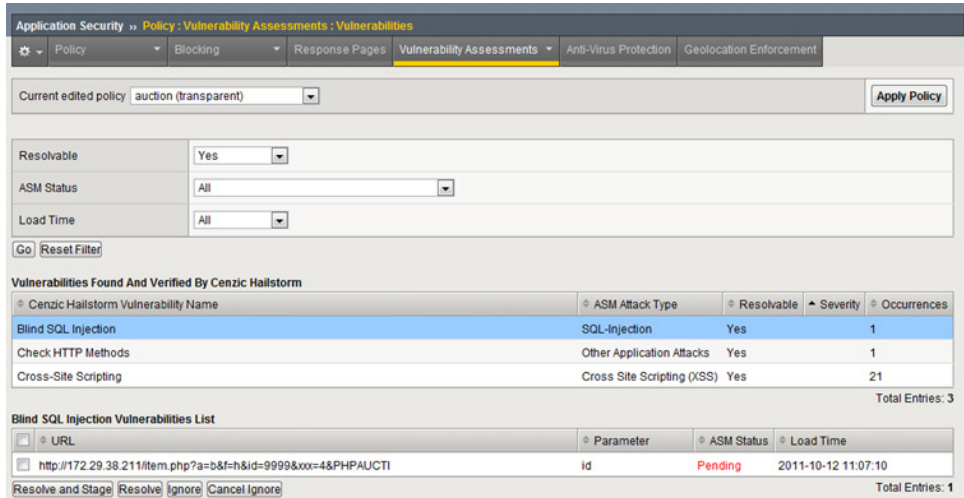 Application Security » Policy : Vulnerability Assessments : Vulnerabilities
Policy Blocking Response Pages Vulnerability Assessments Anti-Virus Protection Geolocation Enforcement
Current edited policy auction (transparent) Apply Policy
Resolvable Yes
ASM Status All
Load Time All
Go Reset Filter
Vulnerabilities Found And Verified By Cenzic Hailstorm
Cenzic Hailstorm Vulnerability Name ASM Attack Type Resolvable Severity Occurrences
Blind SQL Injection SQL-Injection Yes 1
Check HTTP Methods Other Application Attacks Yes 1
Cross-Site Scripting Cross Site Scripting (XSS) Yes 21
Total Entries: 3
Blind SQL Injection Vulnerabilities List
URL Parameter ASM Status Load Time
http://172.29.38.211/item.php?a=b&f=h&id=9999&xxx=4&PHPAUCTI id Pending 2011-10-12 11:07:10
Resolve and Stage Resolve Ignore Cancel Ignore Total Entries: 1